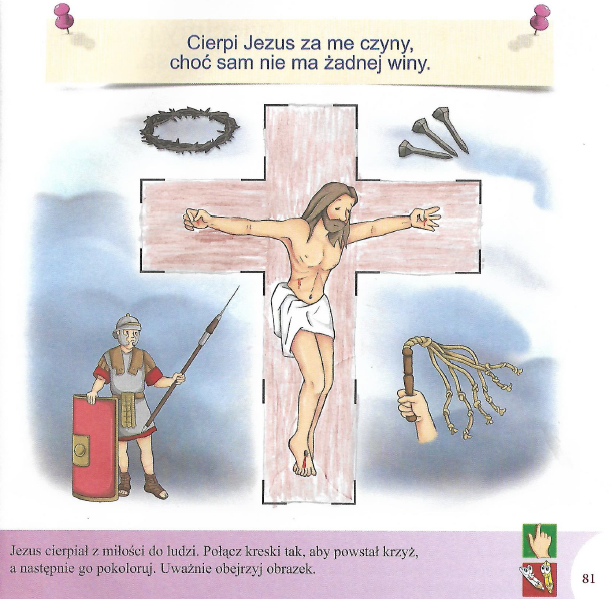 Cierpi Jezus za me czyny,
choć sam nie ma żadnej winy.
Jezus cierpiał z miłości do ludzi. Połącz kreski tak, aby powstał krzyż,
a następnie go pokoloruj. Uważnie obejrzyj obrazek.
81